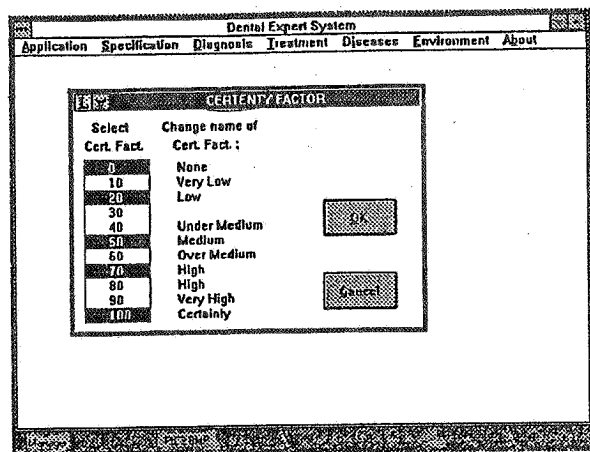 Dental Expert System
Application Specification Diagnosis Treatment Diseases Environment About
CERTENTY FACTOR
Select Change name of
Cert. Fact. Cert. Fact. :
0 None
10 Very Low
20 Low
30
40 Under Medium
50 Medium
60 Over Medium
70 High
80 High
90 Very High
100 Certainly
OK
Cancel